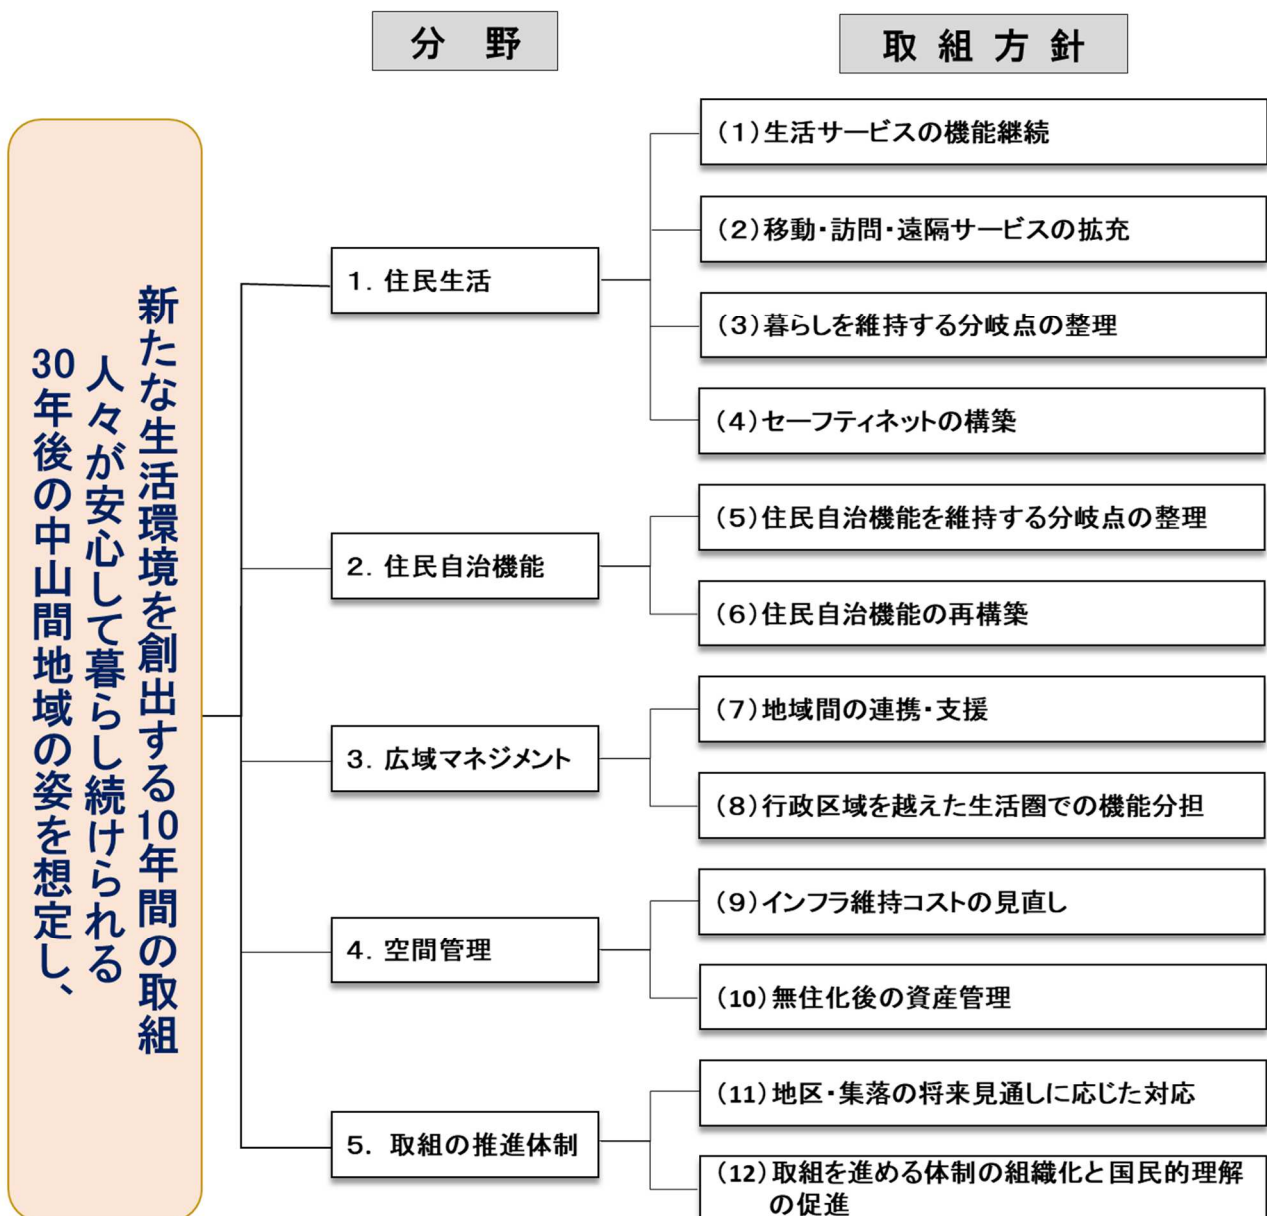 分 野
取 組 方 針
新たな生活環境を創出する10年間の取組
人々が安心して暮らし続けられる
30年後の中山間地域の姿を想定し、
1. 住民生活
(1)生活サービスの機能継続
(2)移動・訪問・遠隔サービスの拡充
(3)暮らしを維持する分岐点の整理
(4)セーフティネットの構築
2. 住民自治機能
(5)住民自治機能を維持する分岐点の整理
(6)住民自治機能の再構築
3. 広域マネジメント
(7)地域間の連携・支援
(8)行政区域を越えた生活圏での機能分担
4. 空間管理
(9)インフラ維持コストの見直し
(10)無住化後の資産管理
5. 取組の推進体制
(11)地区・集落の将来見通しに応じた対応
(12)取組を進める体制の組織化と国民的理解
の促進